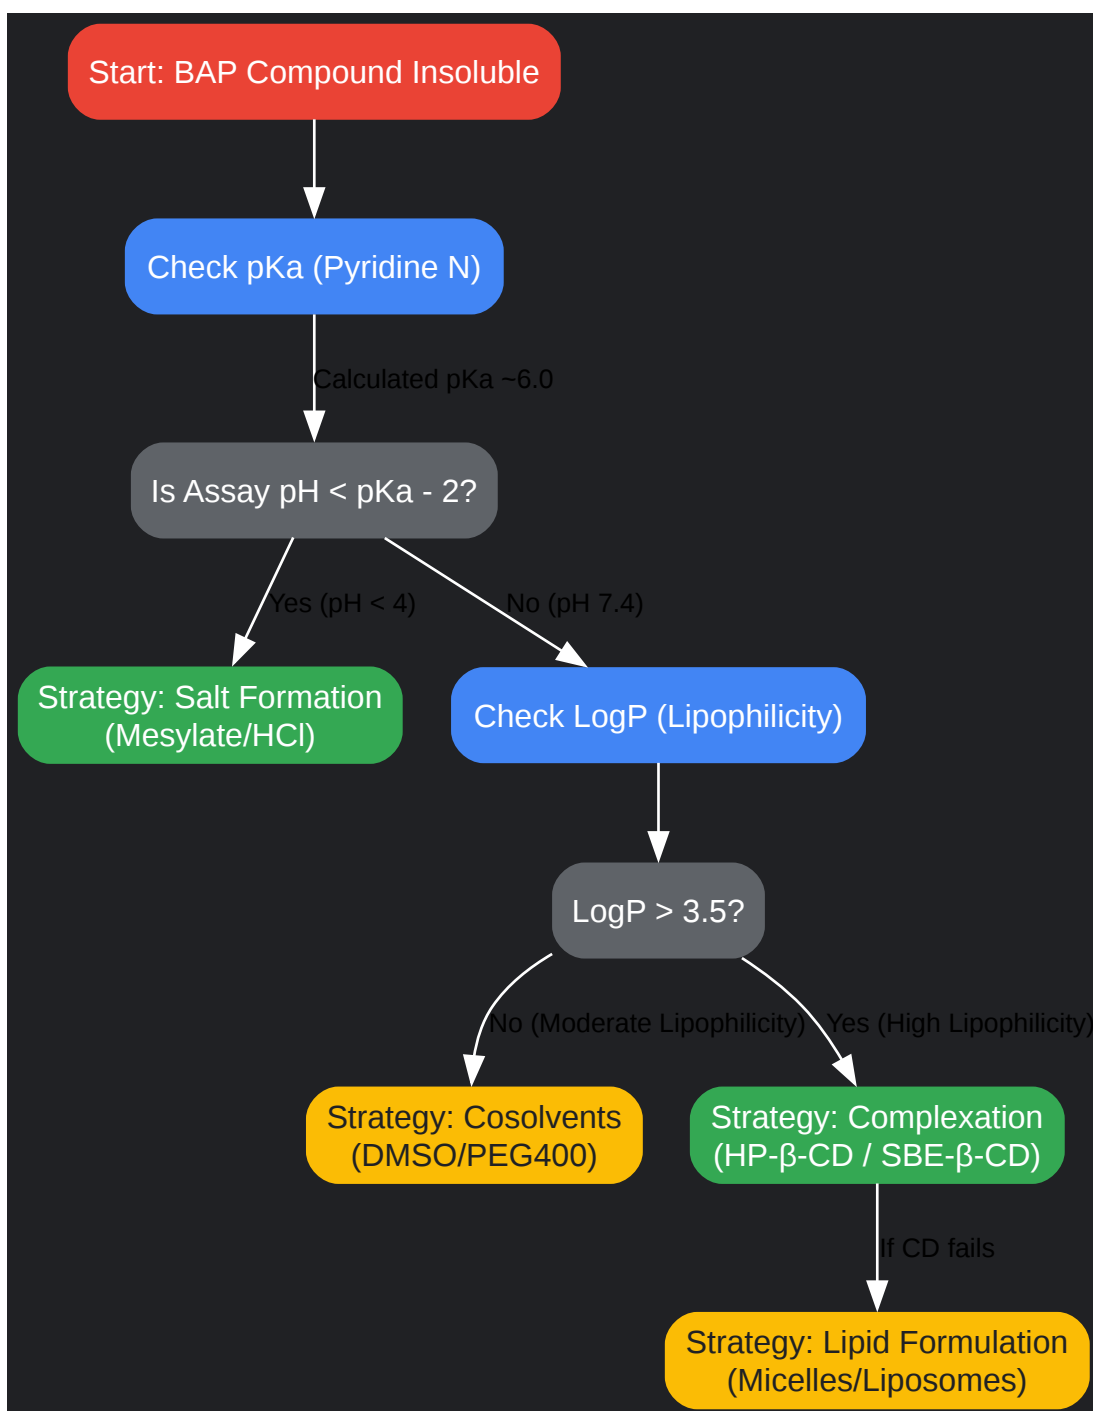 Start: BAP Compound Insoluble
Check pKa (Pyridine N)
Calculated pKa ~6.0
Is Assay pH < pKa - 2?
Yes (pH < 4)
No (pH 7.4)
Strategy: Salt Formation
(Mesylate/HCl)
Check LogP (Lipophilicity)
LogP > 3.5?
No (Moderate Lipophilicity)
Yes (High Lipophilicity)
Strategy: Cosolvents
(DMSO/PEG400)
Strategy: Complexation
(HP-β-CD / SBE-β-CD)
If CD fails
Strategy: Lipid Formulation
(Micelles/Liposomes)